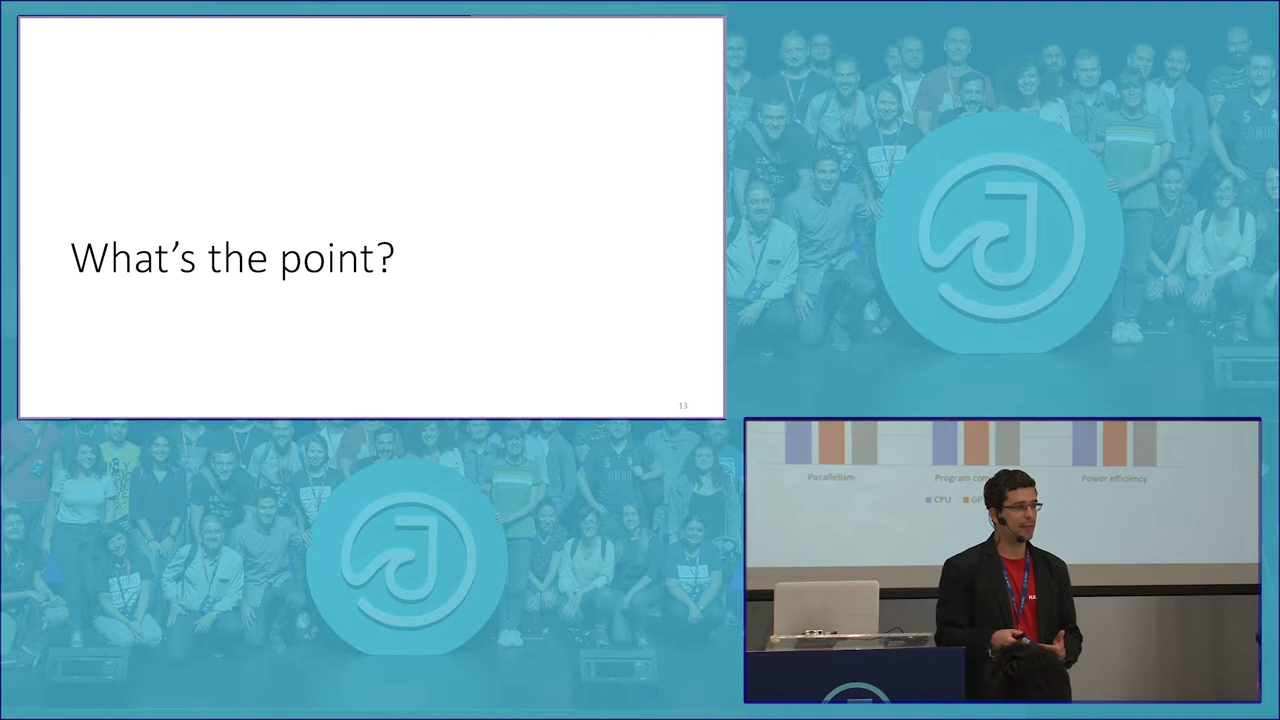 What's the point?
13
Parallelism
Power efficiency
CPU